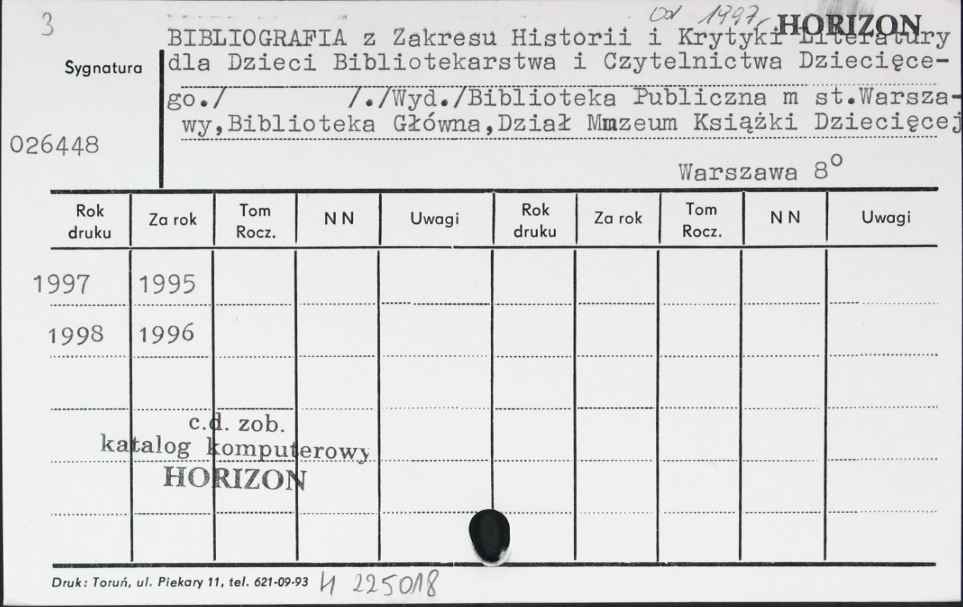 3
Od 1997, HORIZON
BIBLIOGRAFIA z Zakresu Historii i Krytyki Literatury
Sygnatura
dla Dzieci Bibliotekarstwa i Czytelnictwa Dziecięce-
go./ /./Wyd./Biblioteka Publiczna m st.Warsza-
wy,Biblioteka Główna,Dział Mmzeum Książki Dziecięcej
026448
Warszawa 8°
Rok druku Za rok Tom Rocz. N N Uwagi Rok druku Za rok Tom Rocz. N N Uwagi
1997 1995
1998 1996
c.d. zob.
katalog komputerowy
HORIZON
Druk: Toruń, ul. Piekary 11, tel. 621-09-93 225018